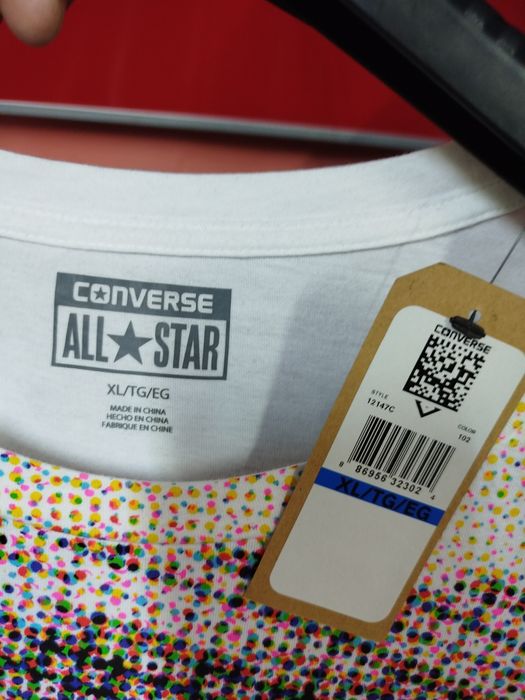 CONVERSE
ALL★STAR
XL/TG/EG
MADE IN CHINA
HECHO EN CHINA
FABRIQUE EN CHINE
CONVERSE
STYLE
12147C
COLOR
102
8 86956 32302 4
XL/TG/EG